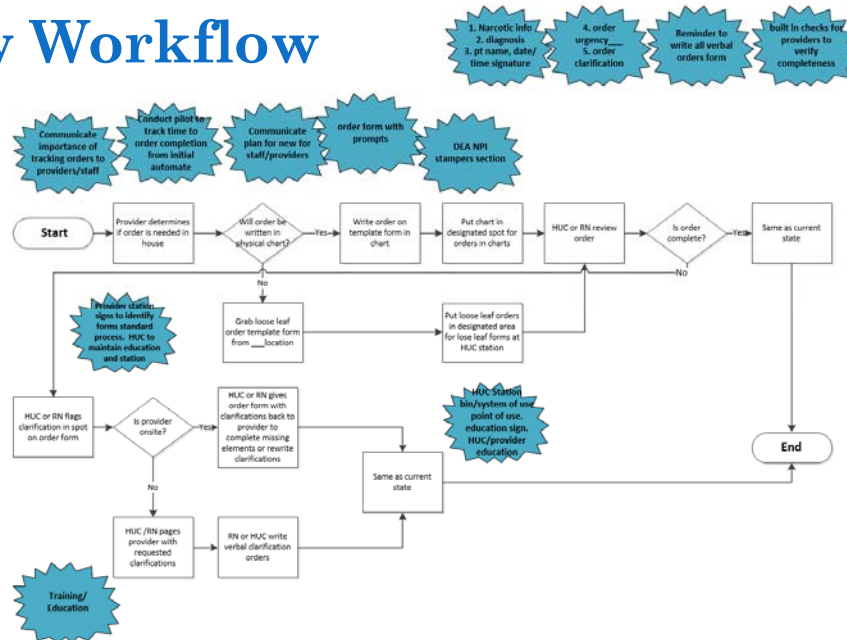 Workflow
1. Narcotic info
2. diagnosis
3. pt name, date/
time signature
4. order
urgency___
5. order
clarification
Reminder to
write all verbal
orders form
built in checks for
providers to
verify
completeness
Communicate
importance of
tracking orders to
providers/staff
Conduct pilot to
track time to
order completion
from initial
automate
Communicate
plan for new for
staff/providers
order form with
prompts
DEA NPI
stampers section
Start
Provider determines
if order is needed in
house
Will order be
written in
physical chart?
Yes
Write order on
template form in
chart
Put chart in
designated spot for
orders in charts
HUC or RN review
order
Is order
complete?
Yes
Same as current
state
No
No
Grab loose leaf
order template form
from ___location
Put loose leaf orders
in designated area
for lose leaf forms at
HUC station
Provider station
signs to identify
forms standard
process. HUC to
maintain education
and station
HUC or RN flags
clarification in spot
on order form
Is provider
onsite?
Yes
HUC or RN gives
order form with
clarifications back to
provider to
complete missing
elements or rewrite
clarifications
HUC Station
bin/system of use
point of use.
education sign.
HUC/provider
education
Same as current
state
End
No
HUC /RN pages
provider with
requested
clarifications
RN or HUC write
verbal clarification
orders
Training/
Education